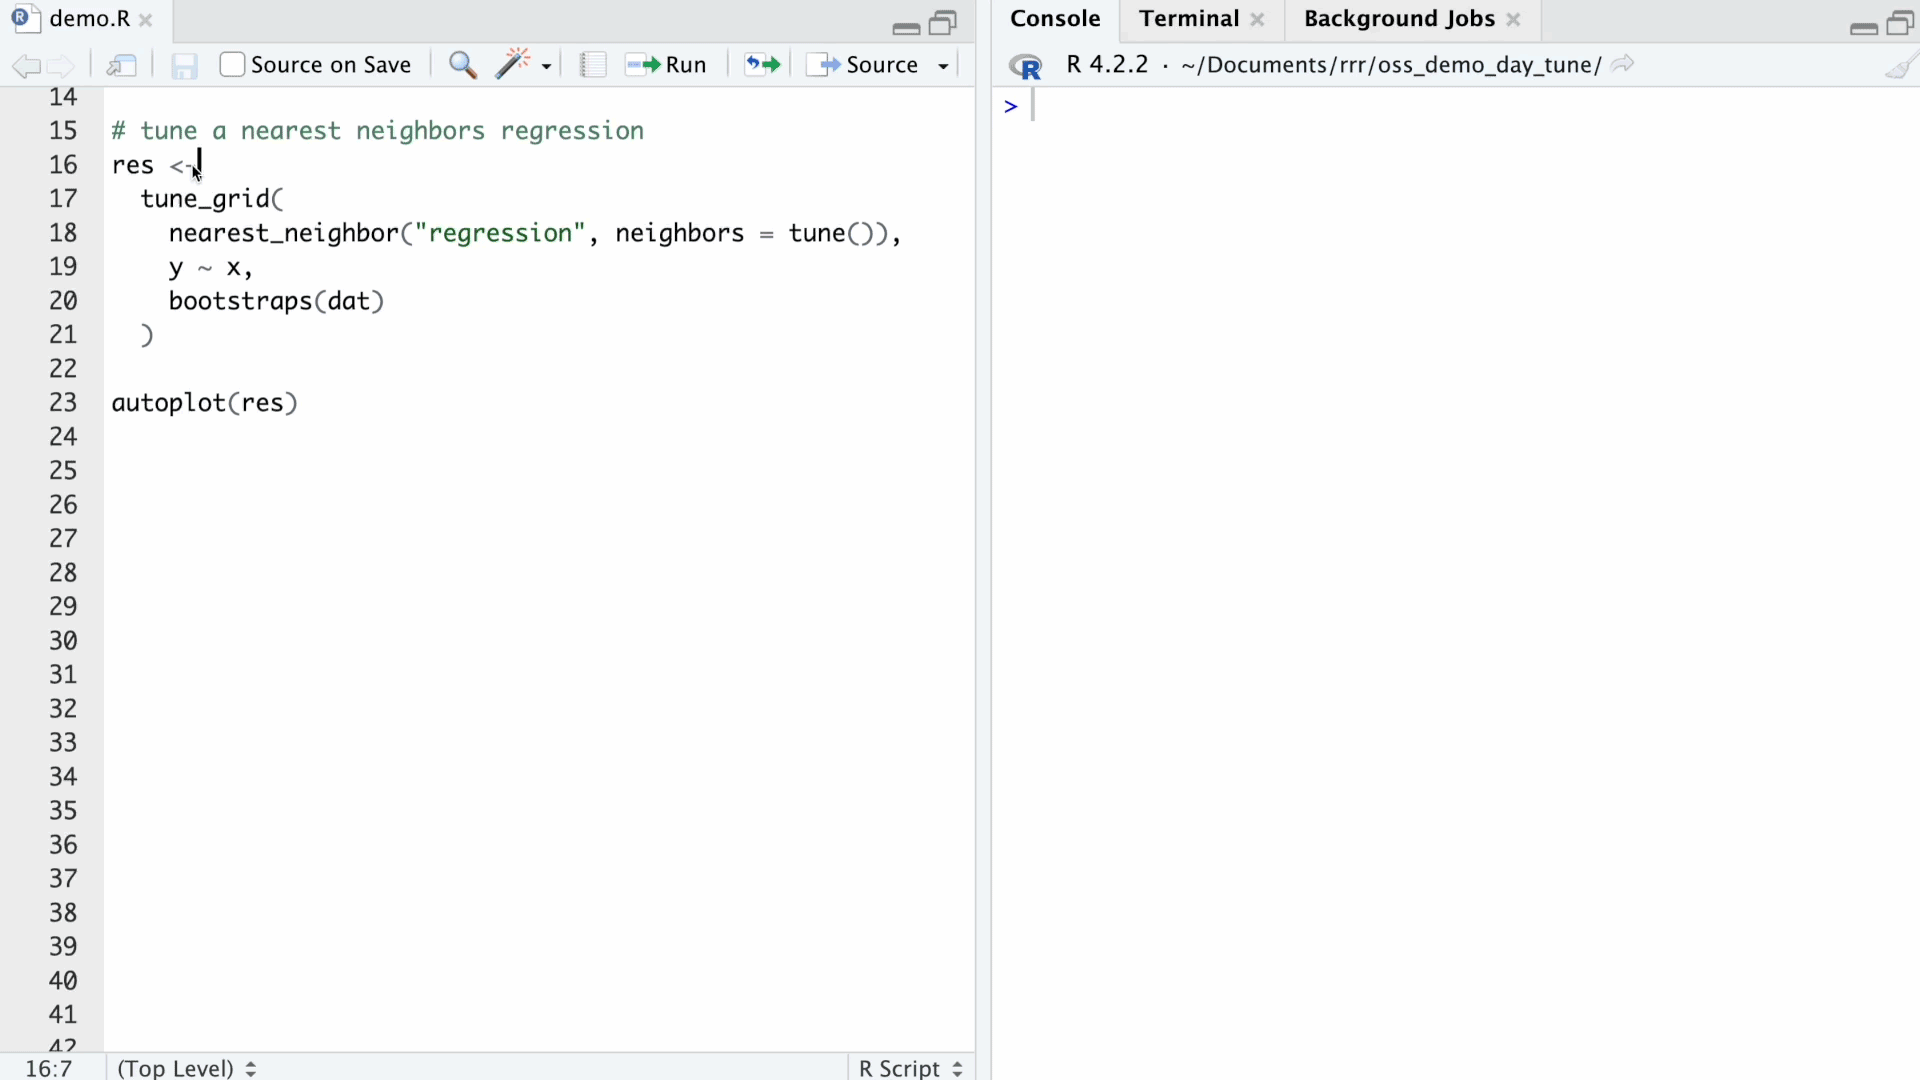 demo.R
Source on Save
Run
Source
14
15 # tune a nearest neighbors regression
16 res <-
17 tune_grid(
18 nearest_neighbor("regression", neighbors = tune()),
19 y ~ x,
20 bootstraps(dat)
21 )
22
23 autoplot(res)
24
25
26
27
28
29
30
31
32
33
34
35
36
37
38
39
40
41
42
16:7 (Top Level) R Script
Console Terminal Background Jobs
R 4.2.2 · ~/Documents/rrr/oss_demo_day_tune/
>